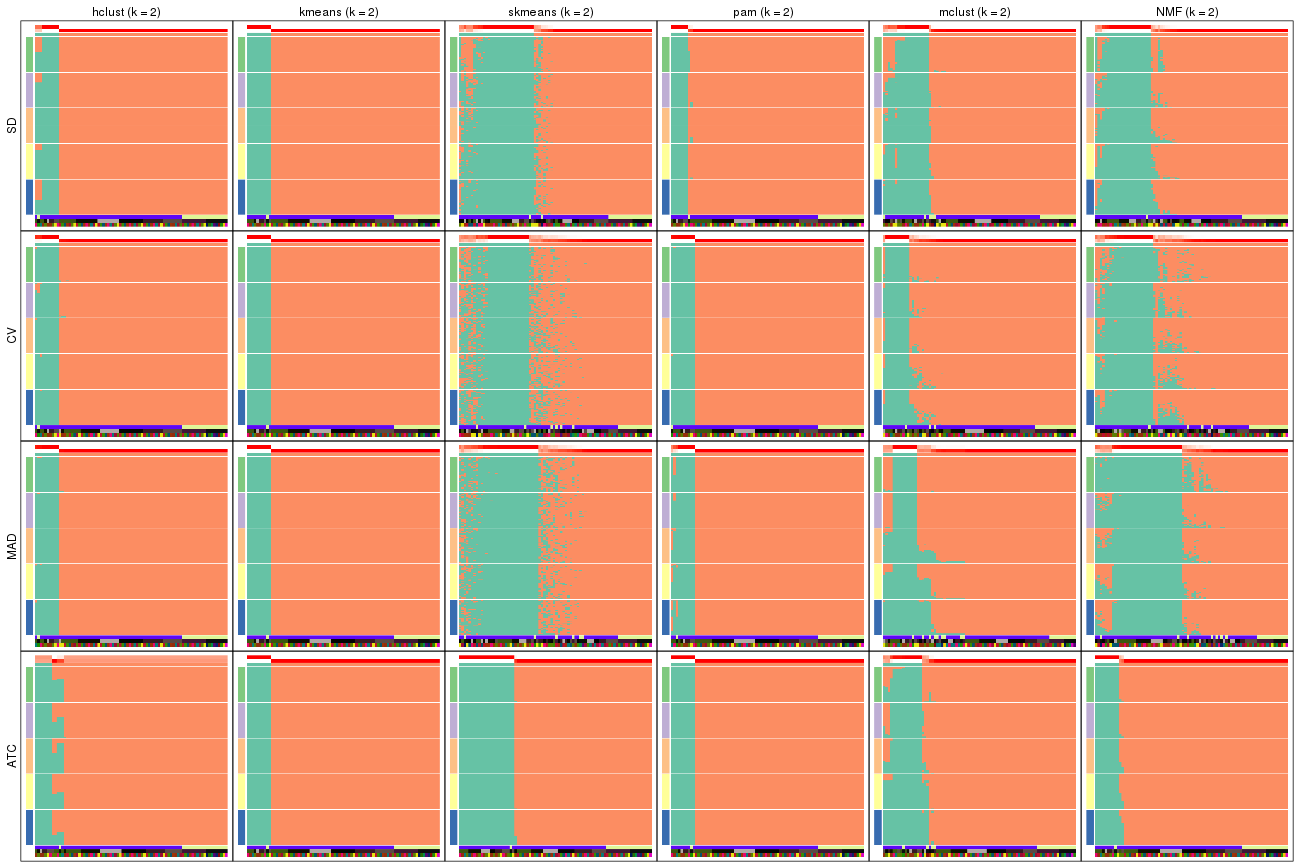 hclust (k = 2)
kmeans (k = 2)
skmeans (k = 2)
pam (k = 2)
mclust (k = 2)
NMF (k = 2)
SD
CV
MAD
ATC